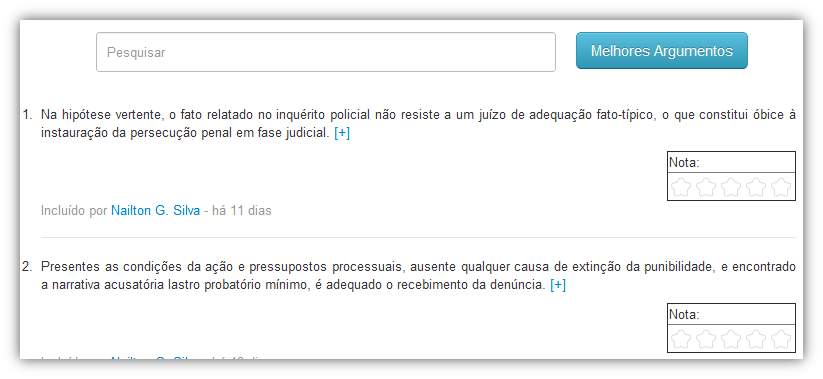 Pesquisar
Melhores Argumentos
1. Na hipótese vertente, o fato relatado no inquérito policial não resiste a um juízo de adequação fato-típico, o que constitui óbice à
instauração da persecução penal em fase judicial. [+]
Nota:
Incluído por Nailton G. Silva - há 11 dias
2. Presentes as condições da ação e pressupostos processuais, ausente qualquer causa de extinção da punibilidade, e encontrado
a narrativa acusatória lastro probatório mínimo, é adequado o recebimento da denúncia. [+]
Nota: